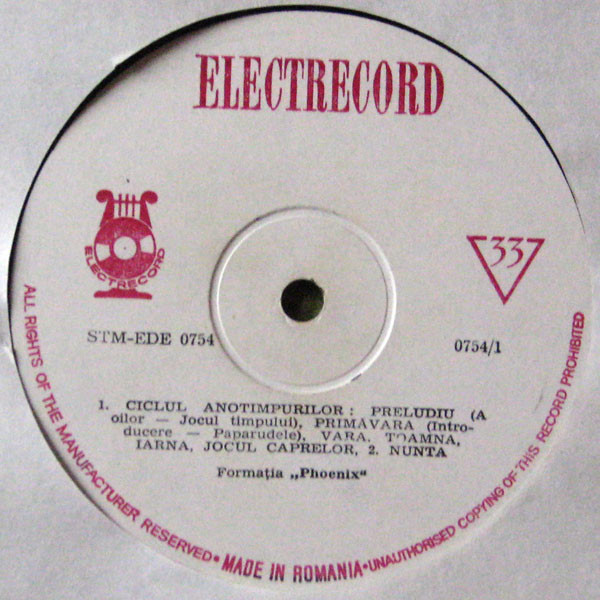 ELECTRECORD
ELECTRECORD
33
STM-EDE 0754
0754/1
1. CICLUL ANOTIMPURILOR : PRELUDIU (A
oilor — Jocul timpului), PRIMĂVARA (Intro-
ducere — Paparudele), VARA, TOAMNA,
IARNA, JOCUL CAPRELOR, 2. NUNTA
Formația „Phoenix“
ALL RIGHTS OF THE MANUFACTURER RESERVED • MADE IN ROMANIA • UNAUTHORISED COPYING OF THIS RECORD PROHIBITED